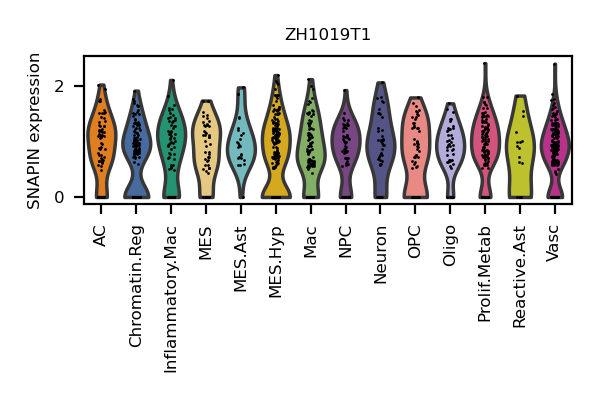 ZH1019T1
SNAPIN expression
2
0
AC
Chromatin.Reg
Inflammatory.Mac
MES
MES.Ast
MES.Hyp
Mac
NPC
Neuron
OPC
Oligo
Prolif.Metab
Reactive.Ast
Vasc